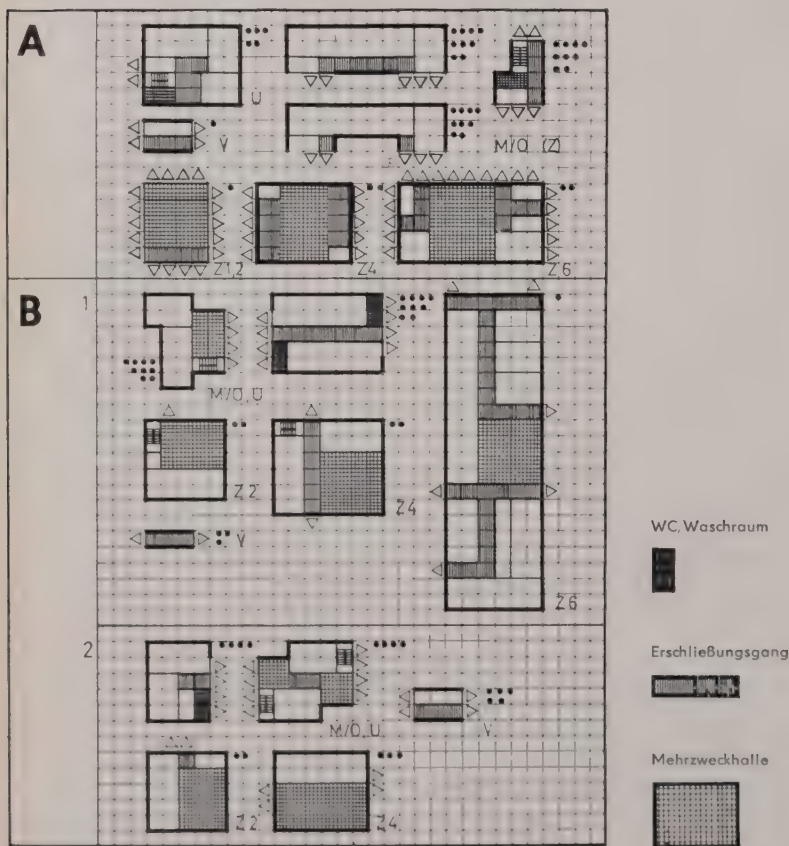 A
U
V
M/O (Z)
Z1,2
Z4
Z6
B
1
M/O,U
Z2
Z4
V
Z6
2
M/O,U
V
Z2
Z4
WC, Waschraum
Erschließungsgang
Mehrzweckhalle